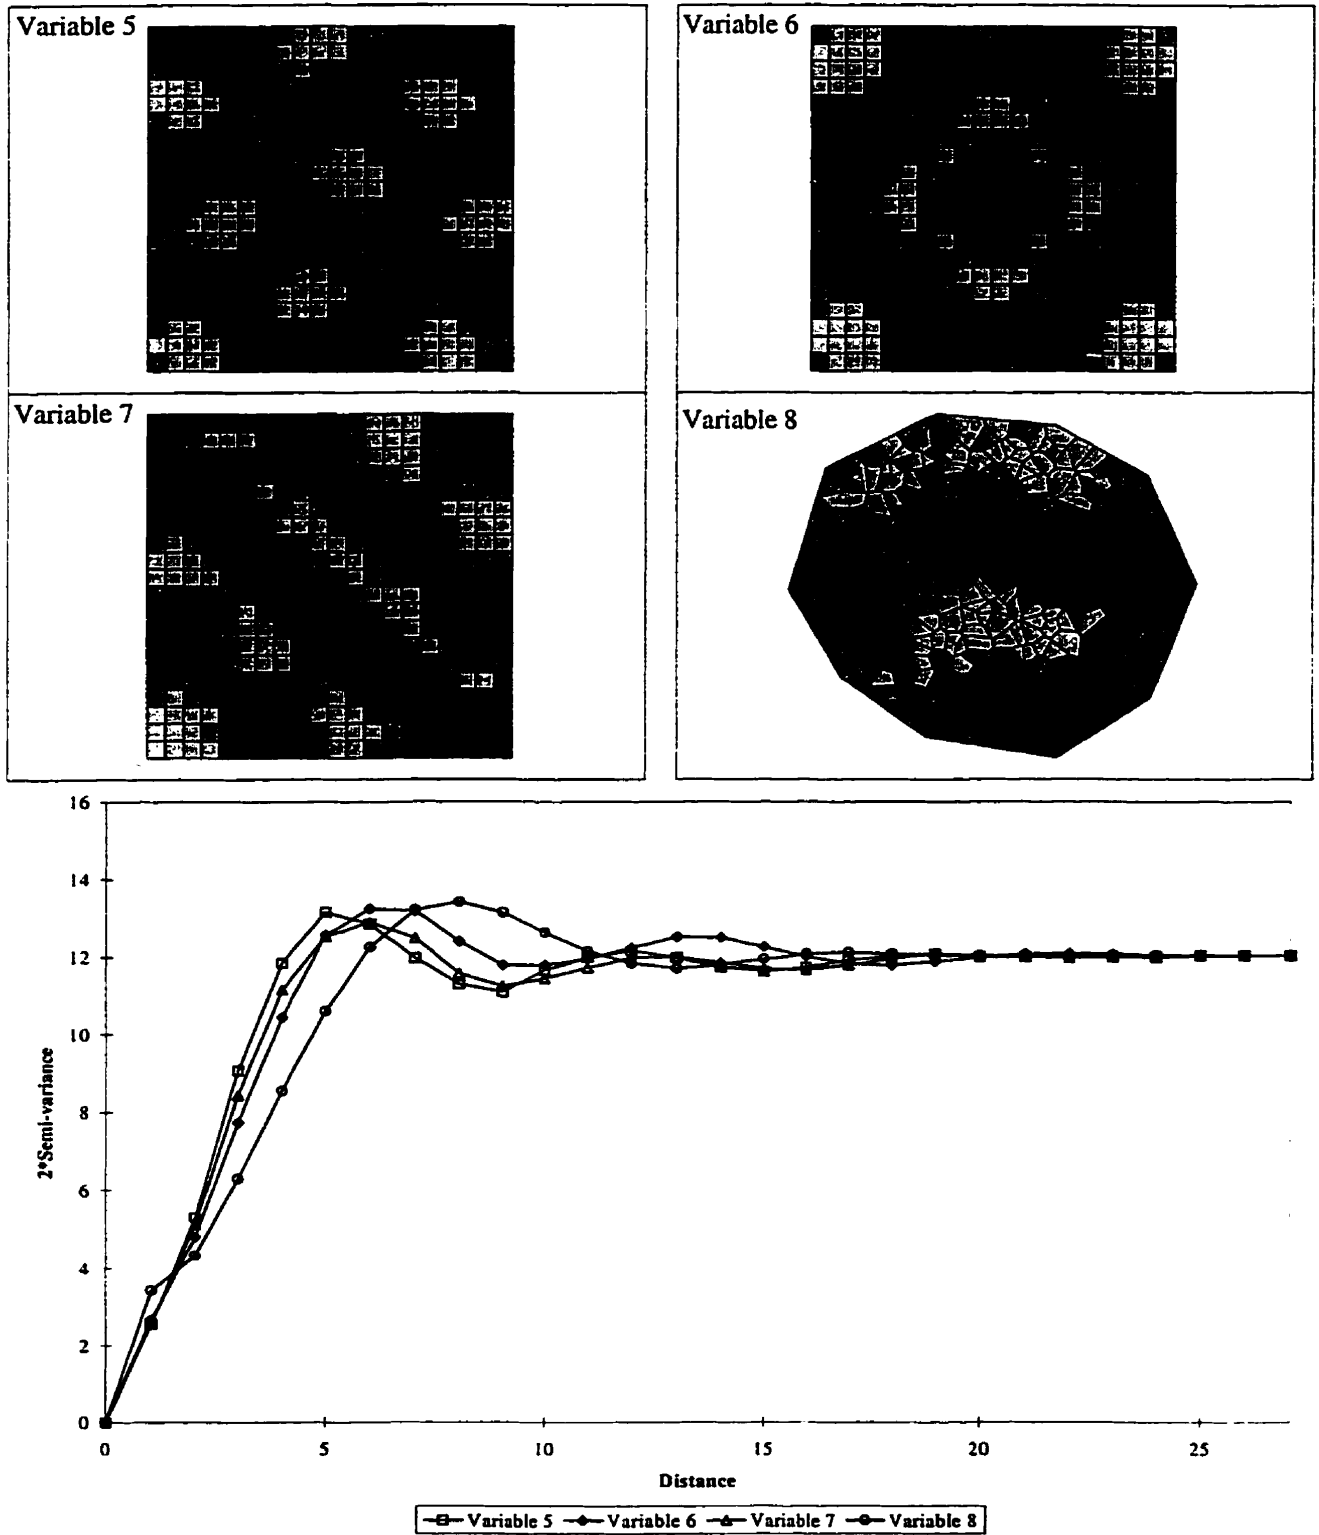 Variable 5
Variable 6
Variable 7
Variable 8
16
14
12
10
8
6
4
2
0
2*Semi-variance
0 5 10 15 20 25
Distance
Variable 5 Variable 6 Variable 7 Variable 8